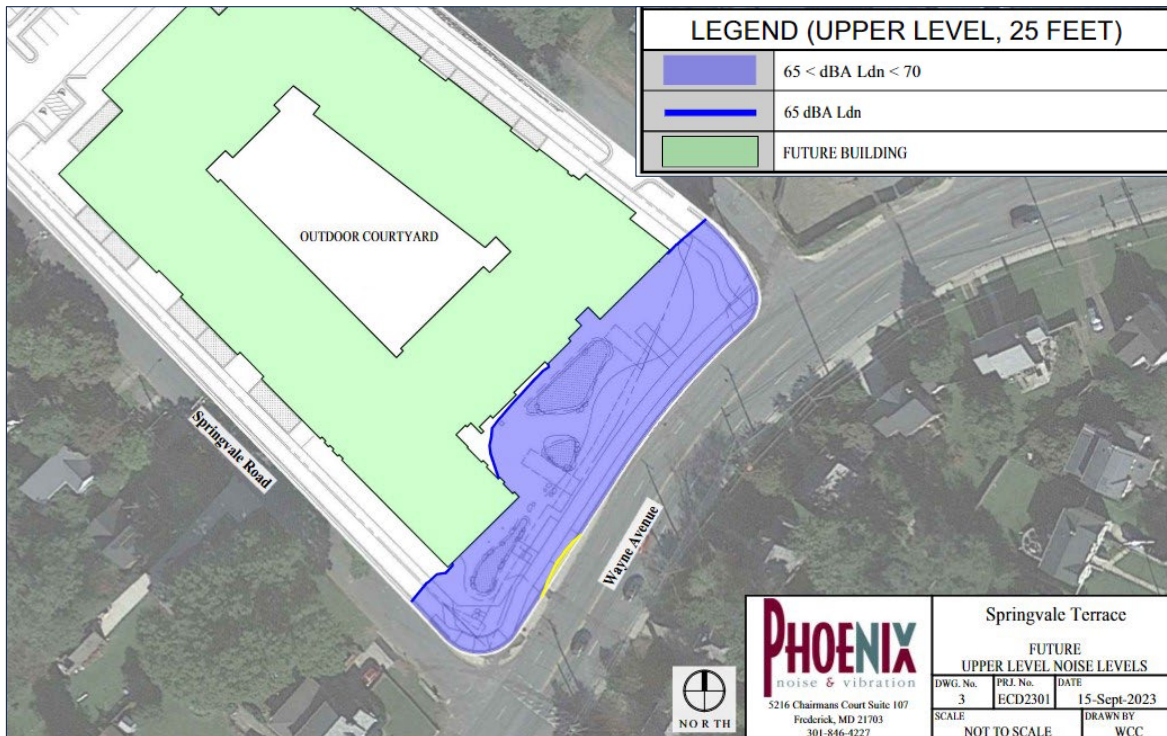 LEGEND (UPPER LEVEL, 25 FEET)
65 < dBA Ldn < 70
65 dBA Ldn
FUTURE BUILDING
OUTDOOR COURTYARD
Springvale Road
Wayne Avenue
NORTH
PHOENIX
noise & vibration
5216 Chairmans Court Suite 107
Frederick, MD 21703
301-846-4227
Springvale Terrace
FUTURE
UPPER LEVEL NOISE LEVELS
DWG. No. PRJ. No. DATE
3 ECD2301 15-Sept-2023
SCALE DRAWN BY
NOT TO SCALE WCC